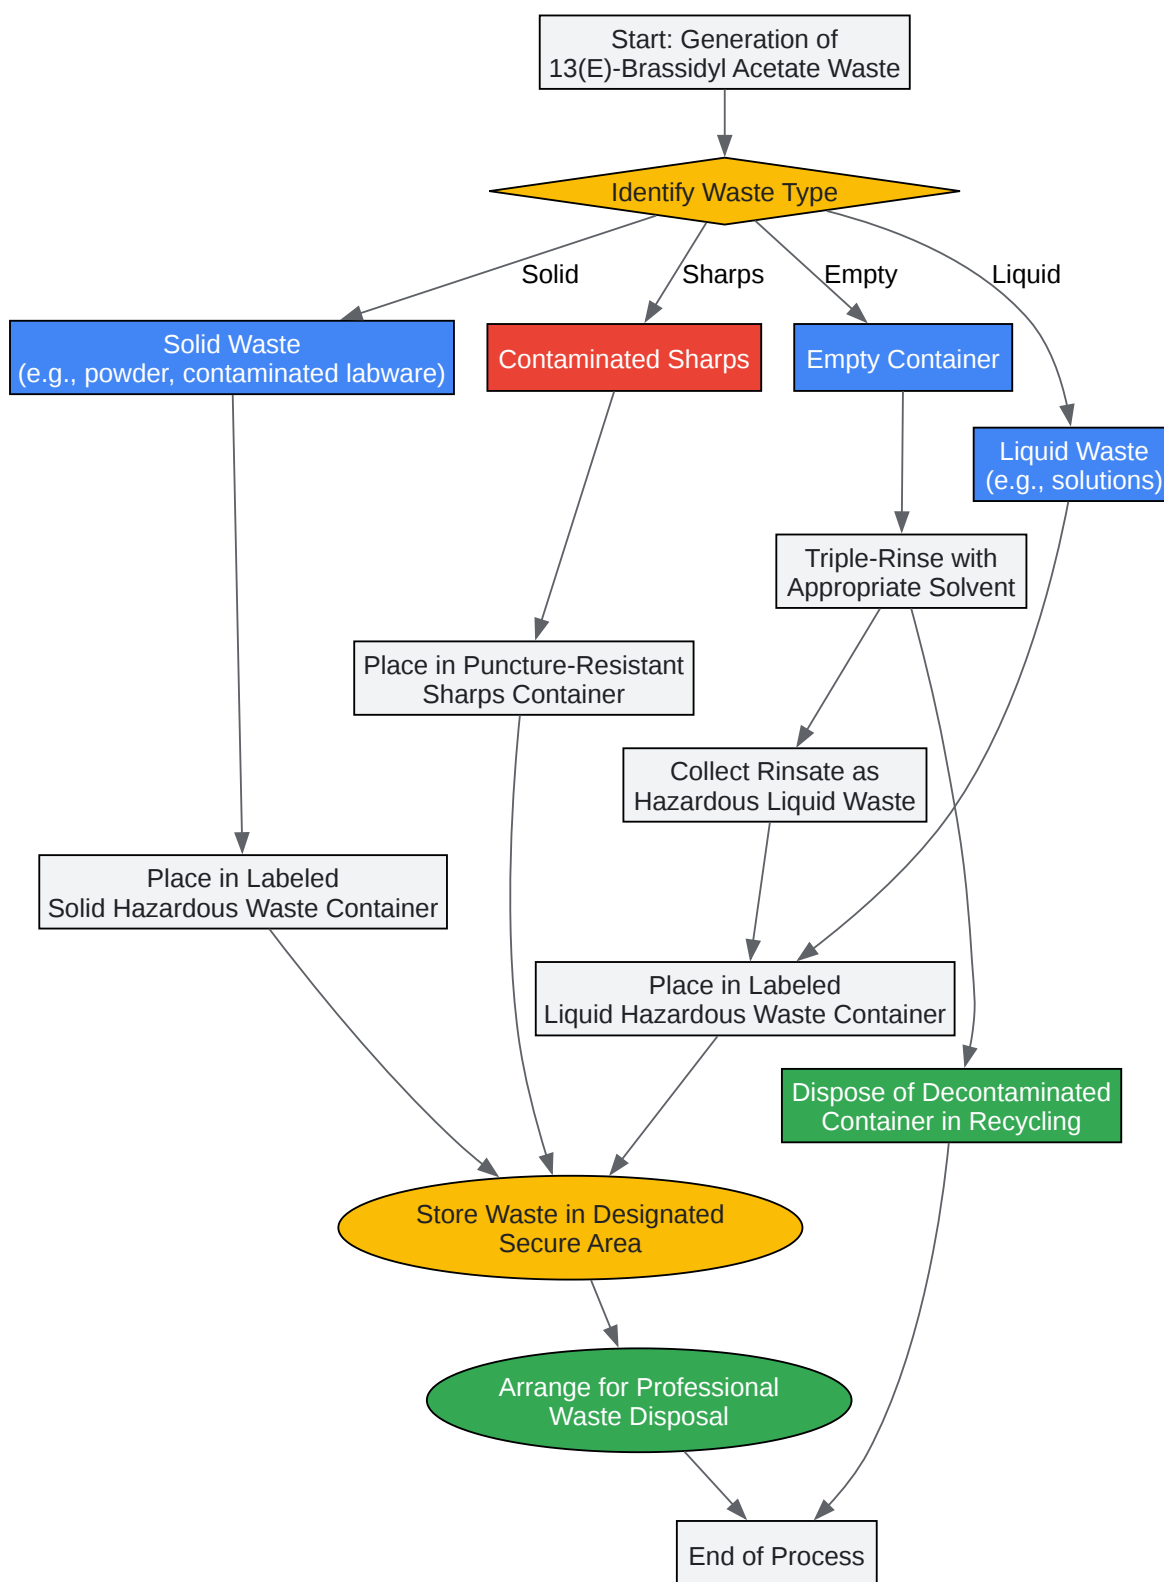 Start: Generation of
13(E)-Brassidyl Acetate Waste
Identify Waste Type
Solid
Sharps
Empty
Liquid
Solid Waste
(e.g., powder, contaminated labware)
Contaminated Sharps
Empty Container
Liquid Waste
(e.g., solutions)
Triple-Rinse with
Appropriate Solvent
Place in Puncture-Resistant
Sharps Container
Collect Rinsate as
Hazardous Liquid Waste
Place in Labeled
Solid Hazardous Waste Container
Place in Labeled
Liquid Hazardous Waste Container
Dispose of Decontaminated
Container in Recycling
Store Waste in Designated
Secure Area
Arrange for Professional
Waste Disposal
End of Process